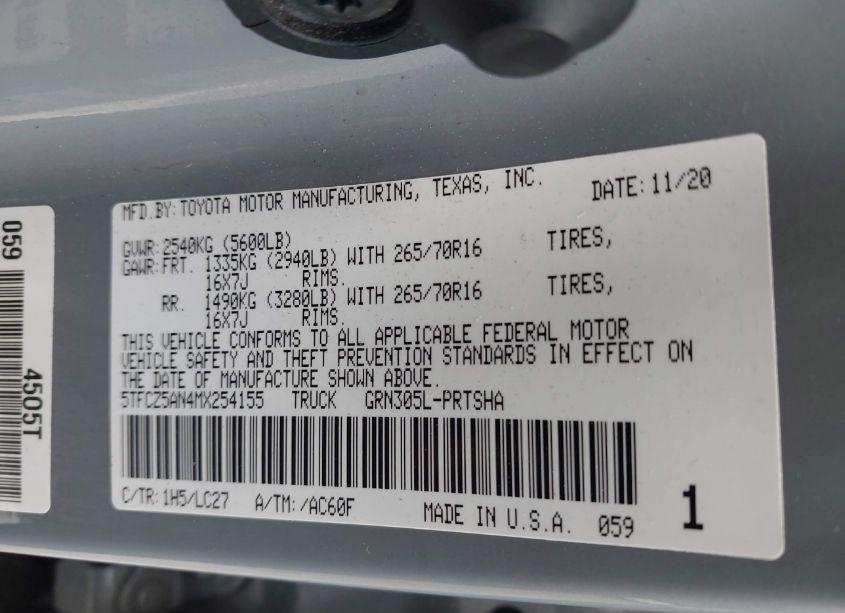 MFD.BY: TOYOTA MOTOR MANUFACTURING, TEXAS, INC. DATE: 11/20
GVWR: 2540KG (5600LB)
GAWR: FRT. 1335KG (2940LB) WITH 265/70R16 TIRES,
16X7J RIMS.
RR. 1490KG (3280LB) WITH 265/70R16 TIRES,
16X7J RIMS.
THIS VEHICLE CONFORMS TO ALL APPLICABLE FEDERAL MOTOR
VEHICLE SAFETY AND THEFT PREVENTION STANDARDS IN EFFECT ON
THE DATE OF MANUFACTURE SHOWN ABOVE.
5TFCZ5AN4MX254155 TRUCK GRN305L-PRTSHA
C/TR: 1H5/LC27 A/TM: /AC60F MADE IN U.S.A. 059 1
059
4505T